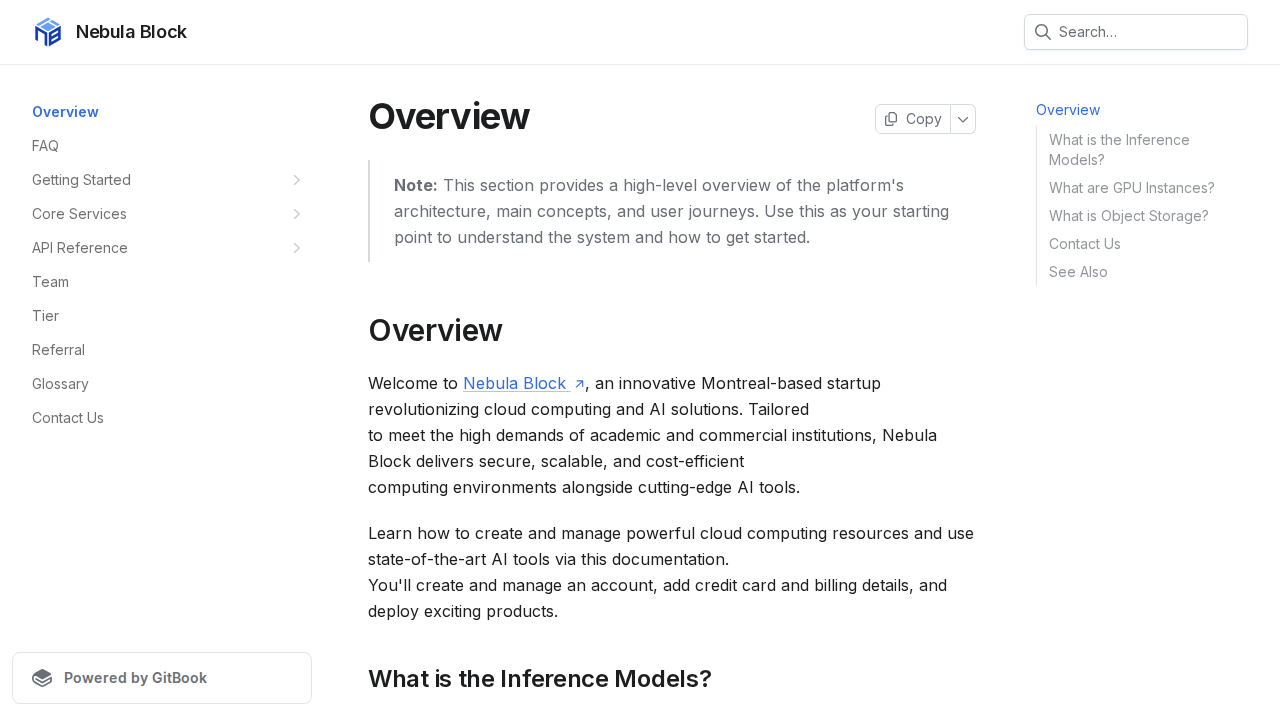 Nebula Block
Search…
Overview
FAQ
Getting Started
Core Services
API Reference
Team
Tier
Referral
Glossary
Contact Us
Powered by GitBook
Overview
Copy
Note: This section provides a high-level overview of the platform's
architecture, main concepts, and user journeys. Use this as your starting
point to understand the system and how to get started.
Overview
Welcome to Nebula Block , an innovative Montreal-based startup
revolutionizing cloud computing and AI solutions. Tailored
to meet the high demands of academic and commercial institutions, Nebula
Block delivers secure, scalable, and cost-efficient
computing environments alongside cutting-edge AI tools.
Learn how to create and manage powerful cloud computing resources and use
state-of-the-art AI tools via this documentation.
You'll create and manage an account, add credit card and billing details, and
deploy exciting products.
What is the Inference Models?
Overview
What is the Inference
Models?
What are GPU Instances?
What is Object Storage?
Contact Us
See Also